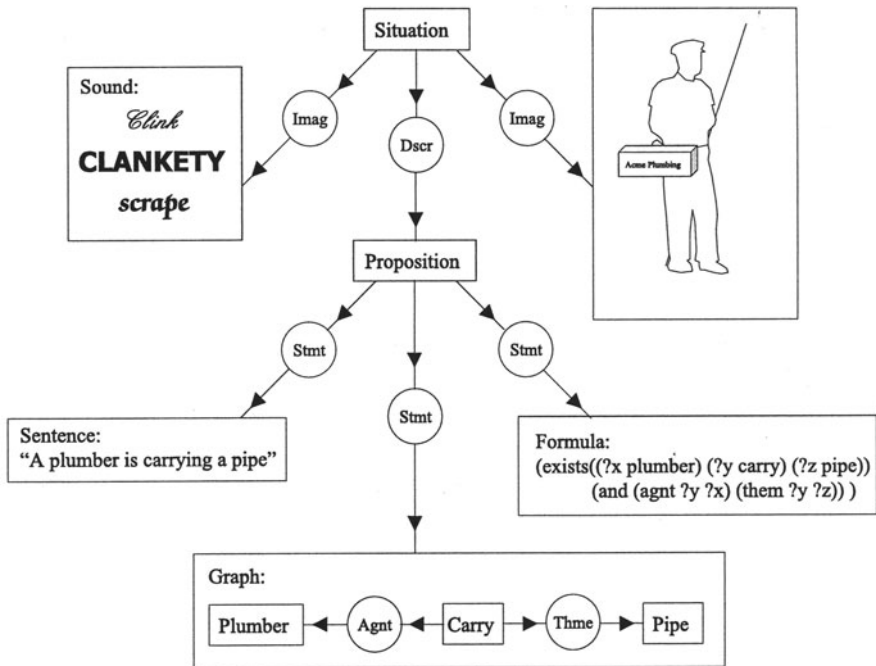 Situation
Sound:
Clink
CLANKETY
scrape
Imag
Dscr
Imag
Acme Plumbing
Proposition
Stmt
Stmt
Stmt
Sentence:
“A plumber is carrying a pipe”
Formula:
(exists((?x plumber) (?y carry) (?z pipe))
(and (agnt ?y ?x) (them ?y ?z)) )
Graph:
Plumber
Agnt
Carry
Thme
Pipe